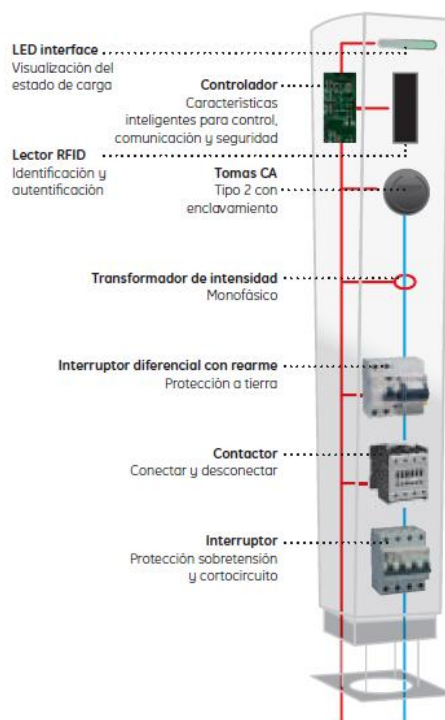 LED interface
Visualización del
estado de carga
Controlador
Características
inteligentes para control,
comunicación y seguridad
Lector RFID
Identificación y
autentificación
Tomas CA
Tipo 2 con
enclavamiento
Transformador de intensidad
Monofásico
Interruptor diferencial con rearme
Protección a tierra
Contactor
Conectar y desconectar
Interruptor
Protección sobretensión
y cortocircuito